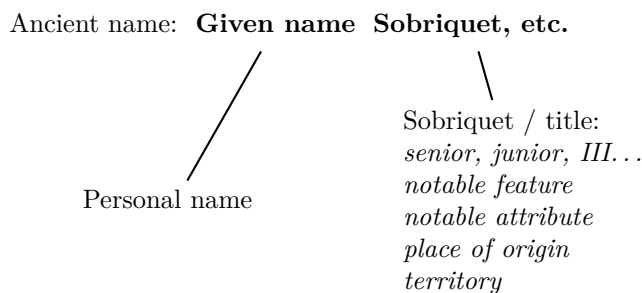 Ancient name: Given name Sobriquet, etc.
Sobriquet / title:
senior, junior, III...
notable feature
Personal name
notable attribute
place of origin
territory